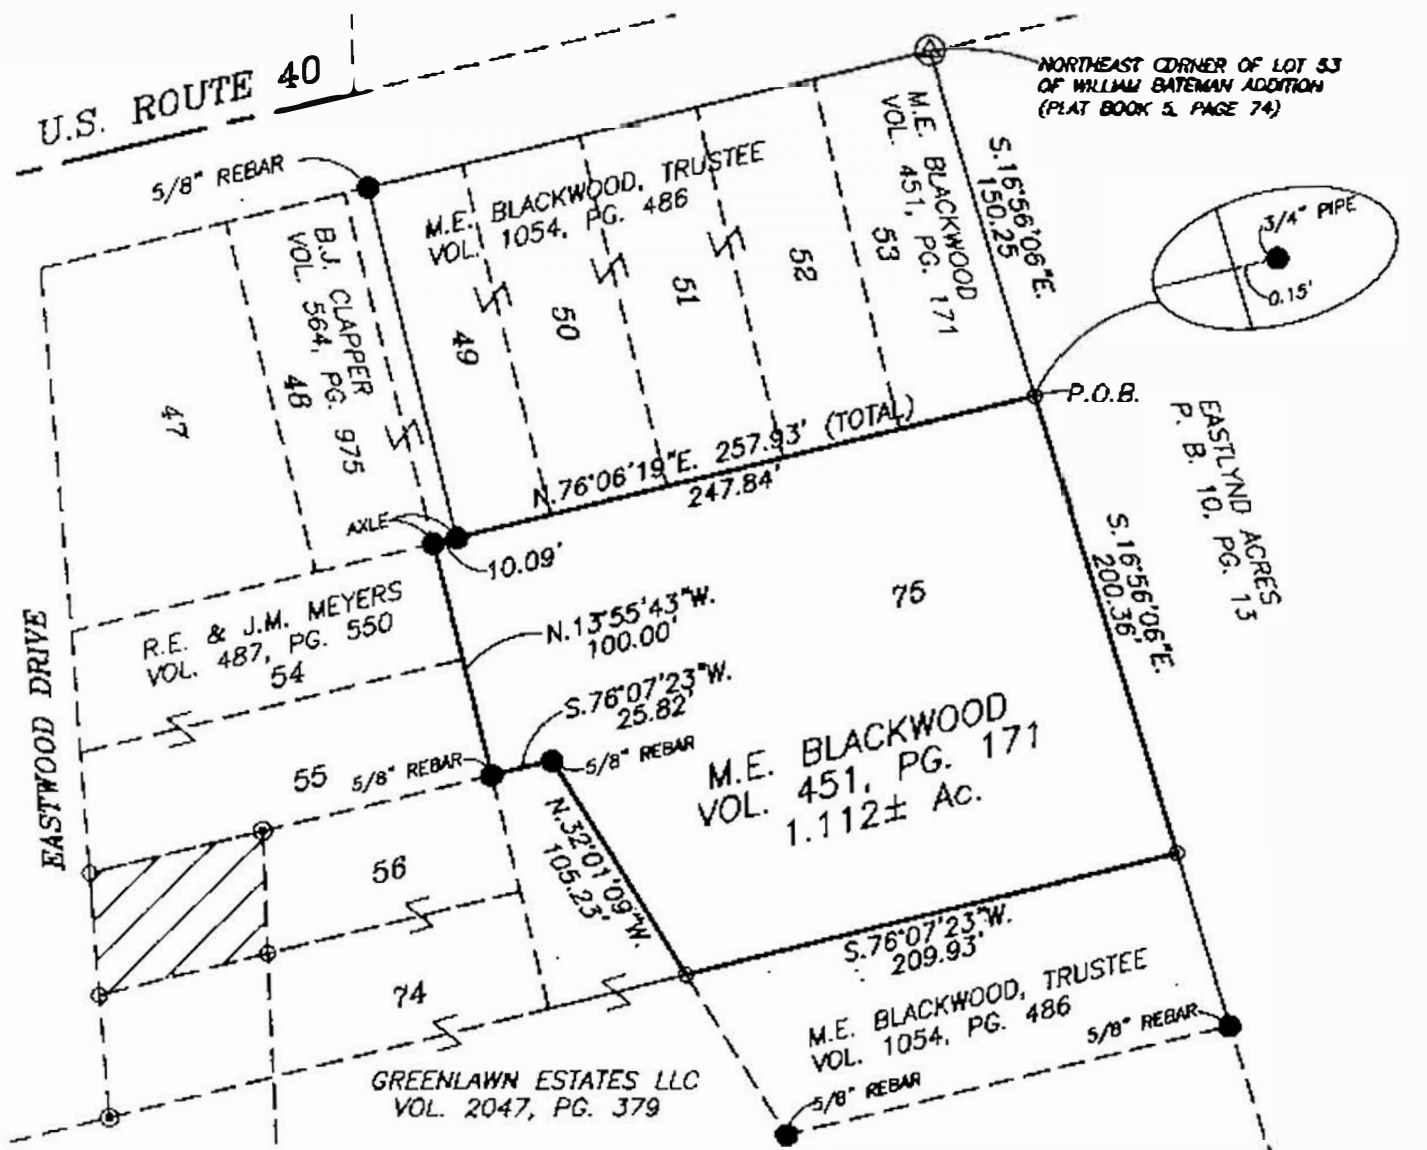 U.S. ROUTE 40
NORTHEAST CORNER OF LOT 53
OF WILLIAM BATEMAN ADDITION
(PLAT BOOK 5, PAGE 74)
5/8" REBAR
M.E. BLACKWOOD, TRUSTEE
VOL. 1054, PG. 486
M.E. BLACKWOOD
VOL. 451, PG. 171
S.16°56'06"E.
150.25
3/4" PIPE
0.15'
B.J. CLAPPER
VOL. 564, PG. 975
47
48
49
50
51
52
53
P.O.B.
N.76°06'19"E. 257.93' (TOTAL)
247.84'
EASTLYND ACRES
P. B. 10, PG. 13
AXLE
10.09'
S.16°56'06"E.
200.36'
R.E. & J.M. MEYERS
VOL. 487, PG. 550
54
N.13°55'43"W.
100.00'
75
EASTWOOD DRIVE
S.76°07'23"W.
25.82'
55
5/8" REBAR
5/8" REBAR
M.E. BLACKWOOD
VOL. 451, PG. 171
1.112± Ac.
N.32°01'09"W.
105.23'
56
S.76°07'23"W.
209.93'
74
M.E. BLACKWOOD, TRUSTEE
VOL. 1054, PG. 486
5/8" REBAR
5/8" REBAR
GREENLAWN ESTATES LLC
VOL. 2047, PG. 379